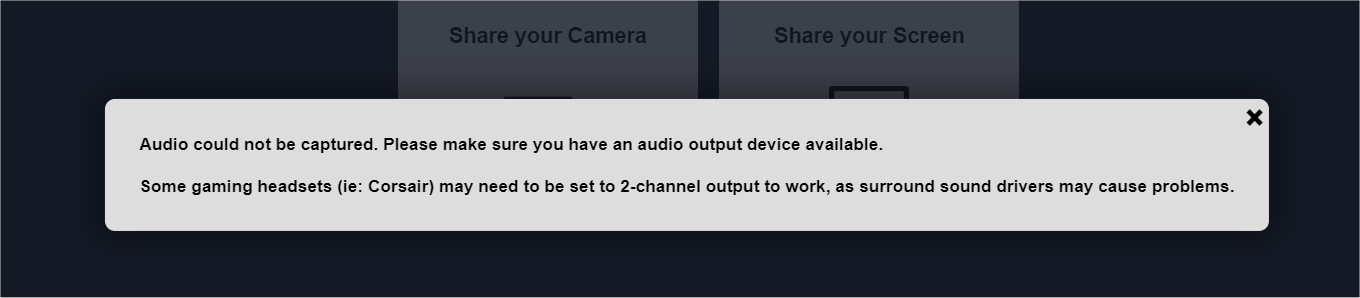 Share your Camera
Share your Screen
Audio could not be captured. Please make sure you have an audio output device available.
Some gaming headsets (ie: Corsair) may need to be set to 2-channel output to work, as surround sound drivers may cause problems.